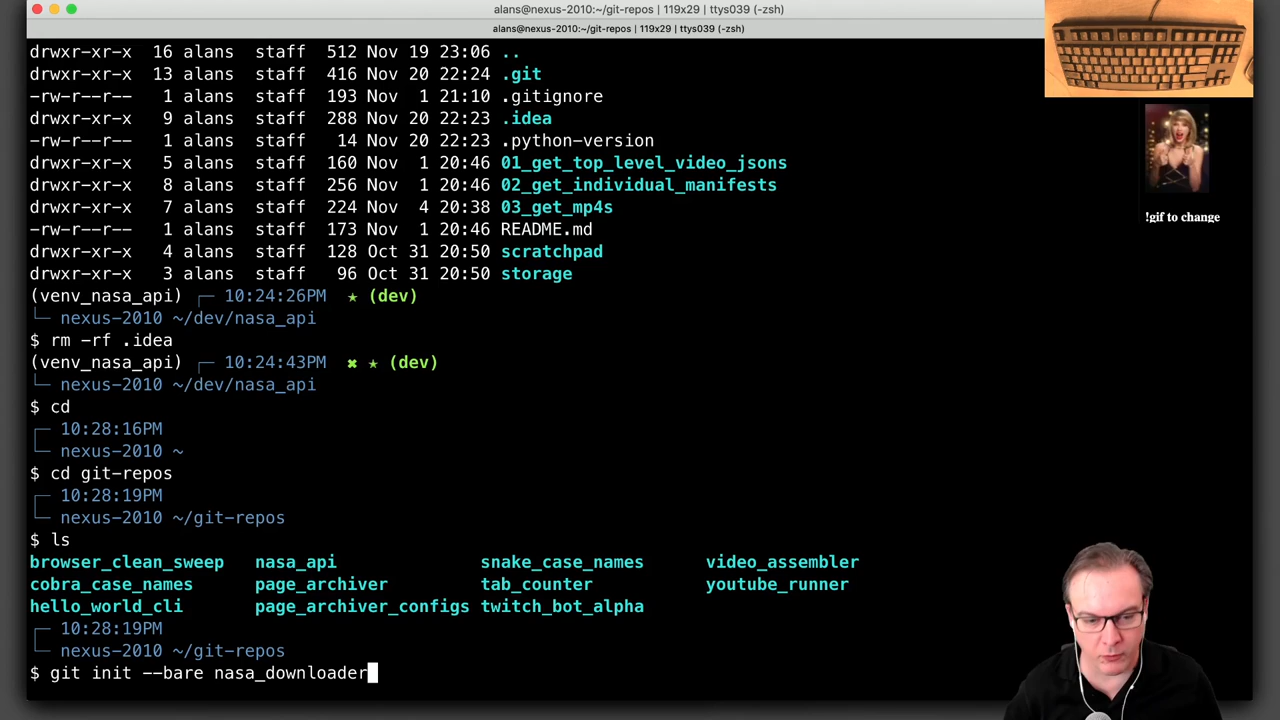 alans@nexus-2010:~/git-repos | 119x29 | ttys039 (-zsh)
alans@nexus-2010:~/git-repos | 119x29 | ttys039 (-zsh)
drwxr-xr-x  16 alans  staff  512 Nov 19 23:06 ..
drwxr-xr-x  13 alans  staff  416 Nov 20 22:24 .git
-rw-r--r--   1 alans  staff  193 Nov  1 21:10 .gitignore
drwxr-xr-x   9 alans  staff  288 Nov 20 22:23 .idea
-rw-r--r--   1 alans  staff   14 Nov 20 22:23 .python-version
drwxr-xr-x   5 alans  staff  160 Nov  1 20:46 01_get_top_level_video_jsons
drwxr-xr-x   8 alans  staff  256 Nov  1 20:46 02_get_individual_manifests
drwxr-xr-x   7 alans  staff  224 Nov  4 20:38 03_get_mp4s
-rw-r--r--   1 alans  staff  173 Nov  1 20:46 README.md
drwxr-xr-x   4 alans  staff  128 Oct 31 20:50 scratchpad
drwxr-xr-x   3 alans  staff   96 Oct 31 20:50 storage
(venv_nasa_api) ┌─ 10:24:26PM  ★ (dev)
└─ nexus-2010 ~/dev/nasa_api
$ rm -rf .idea
(venv_nasa_api) ┌─ 10:24:43PM  ✖ ★ (dev)
└─ nexus-2010 ~/dev/nasa_api
$ cd
┌─ 10:28:16PM
└─ nexus-2010 ~
$ cd git-repos
┌─ 10:28:19PM
└─ nexus-2010 ~/git-repos
$ ls
browser_clean_sweep   nasa_api              snake_case_names      video_assembler
cobra_case_names      page_archiver         tab_counter           youtube_runner
hello_world_cli       page_archiver_configs twitch_bot_alpha
┌─ 10:28:19PM
└─ nexus-2010 ~/git-repos
$ git init --bare nasa_downloader
!gif to change